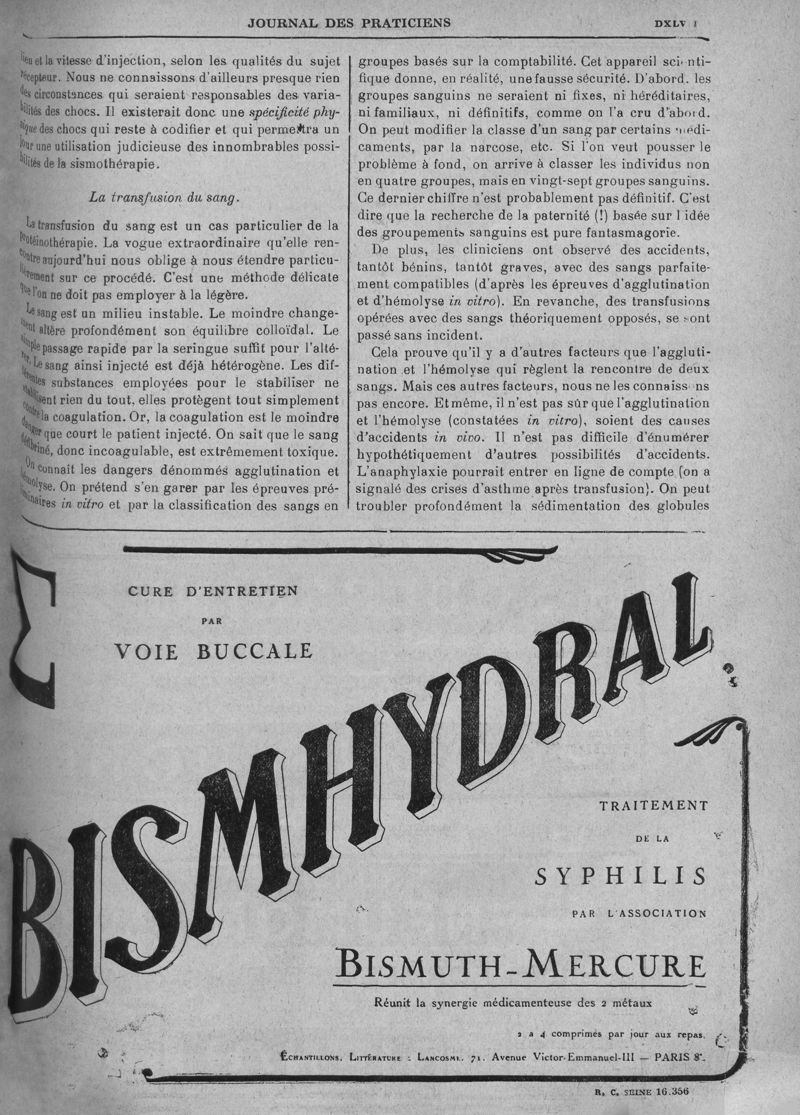 JOURNAL DES PRATICIENS
DXLV
lieu et la vitesse d'injection, selon les qualités du sujet
récepteur. Nous ne connaissons d'ailleurs presque rien
des circonstances qui seraient responsables des varia-
bilités des chocs. Il existerait donc une spécificité phy-
sique des chocs qui reste à codifier et qui permettra un
jour une utilisation judicieuse des innombrables possi-
bilités de la sismothérapie.
La transfusion du sang.
La transfusion du sang est un cas particulier de la
protéinothérapie. La vogue extraordinaire qu'elle ren-
contre aujourd'hui nous oblige à nous étendre particu-
lièrement sur ce procédé. C'est une méthode délicate
que l'on ne doit pas employer à la légère.
Le sang est un milieu instable. Le moindre change-
ment altère profondément son équilibre colloïdal. Le
simple passage rapide par la seringue suffit pour l'alté-
rer. Le sang ainsi injecté est déjà hétérogène. Les dif-
férentes substances employées pour le stabiliser ne
stabilisent rien du tout, elles protègent tout simplement
contre la coagulation. Or, la coagulation est le moindre
danger que court le patient injecté. On sait que le sang
défibriné, donc incoagulable, est extrêmement toxique.
On connait les dangers dénommés agglutination et
hémolyse. On prétend s'en garer par les épreuves pré-
liminaires in vitro et par la classification des sangs en
groupes basés sur la comptabilité. Cet appareil scienti-
fique donne, en réalité, une fausse sécurité. D'abord. les
groupes sanguins ne seraient ni fixes, ni héréditaires,
ni familiaux, ni définitifs, comme on l'a cru d'abord.
On peut modifier la classe d'un sang par certains médi-
caments, par la narcose, etc. Si l'on veut pousser le
problème à fond, on arrive à classer les individus non
en quatre groupes, mais en vingt-sept groupes sanguins.
Ce dernier chiffre n'est probablement pas définitif. C'est
dire que la recherche de la paternité (!) basée sur l idée
des groupements sanguins est pure fantasmagorie.
De plus, les cliniciens ont observé des accidents,
tantôt bénins, tantôt graves, avec des sangs parfaite-
ment compatibles (d'après les épreuves d'agglutination
et d'hémolyse in vitro). En revanche, des transfusions
opérées avec des sangs théoriquement opposés, se sont
passé sans incident.
Cela prouve qu'il y a d'autres facteurs que l'aggluti-
nation et l'hémolyse qui règlent la rencontre de deux
sangs. Mais ces autres facteurs, nous ne les connaissons
pas encore. Et même, il n'est pas sûr que l'agglutination
et l'hémolyse (constatées in vitro), soient des causes
d'accidents in vivo. Il n'est pas difficile d'énumérer
hypothétiquement d'autres possibilités d'accidents.
L'anaphylaxie pourrait entrer en ligne de compte (on a
signalé des crises d'asthme après transfusion). On peut
troubler profondément la sédimentation des globules
CURE D'ENTRETIEN
PAR
VOIE BUCCALE
BISMHYDRAL
TRAITEMENT
DE LA
SYPHILIS
PAR L'ASSOCIATION
BISMUTH-MERCURE
Réunit la synergie médicamenteuse des 2 métaux
2 a 4 comprimés par jour aux repas.
ÉCHANTILLONS, LITTÉRATURE : LANCOSME, 71, Avenue Victor-Emmanuel-III — PARIS 8e.
R. C. SEINE 16.356